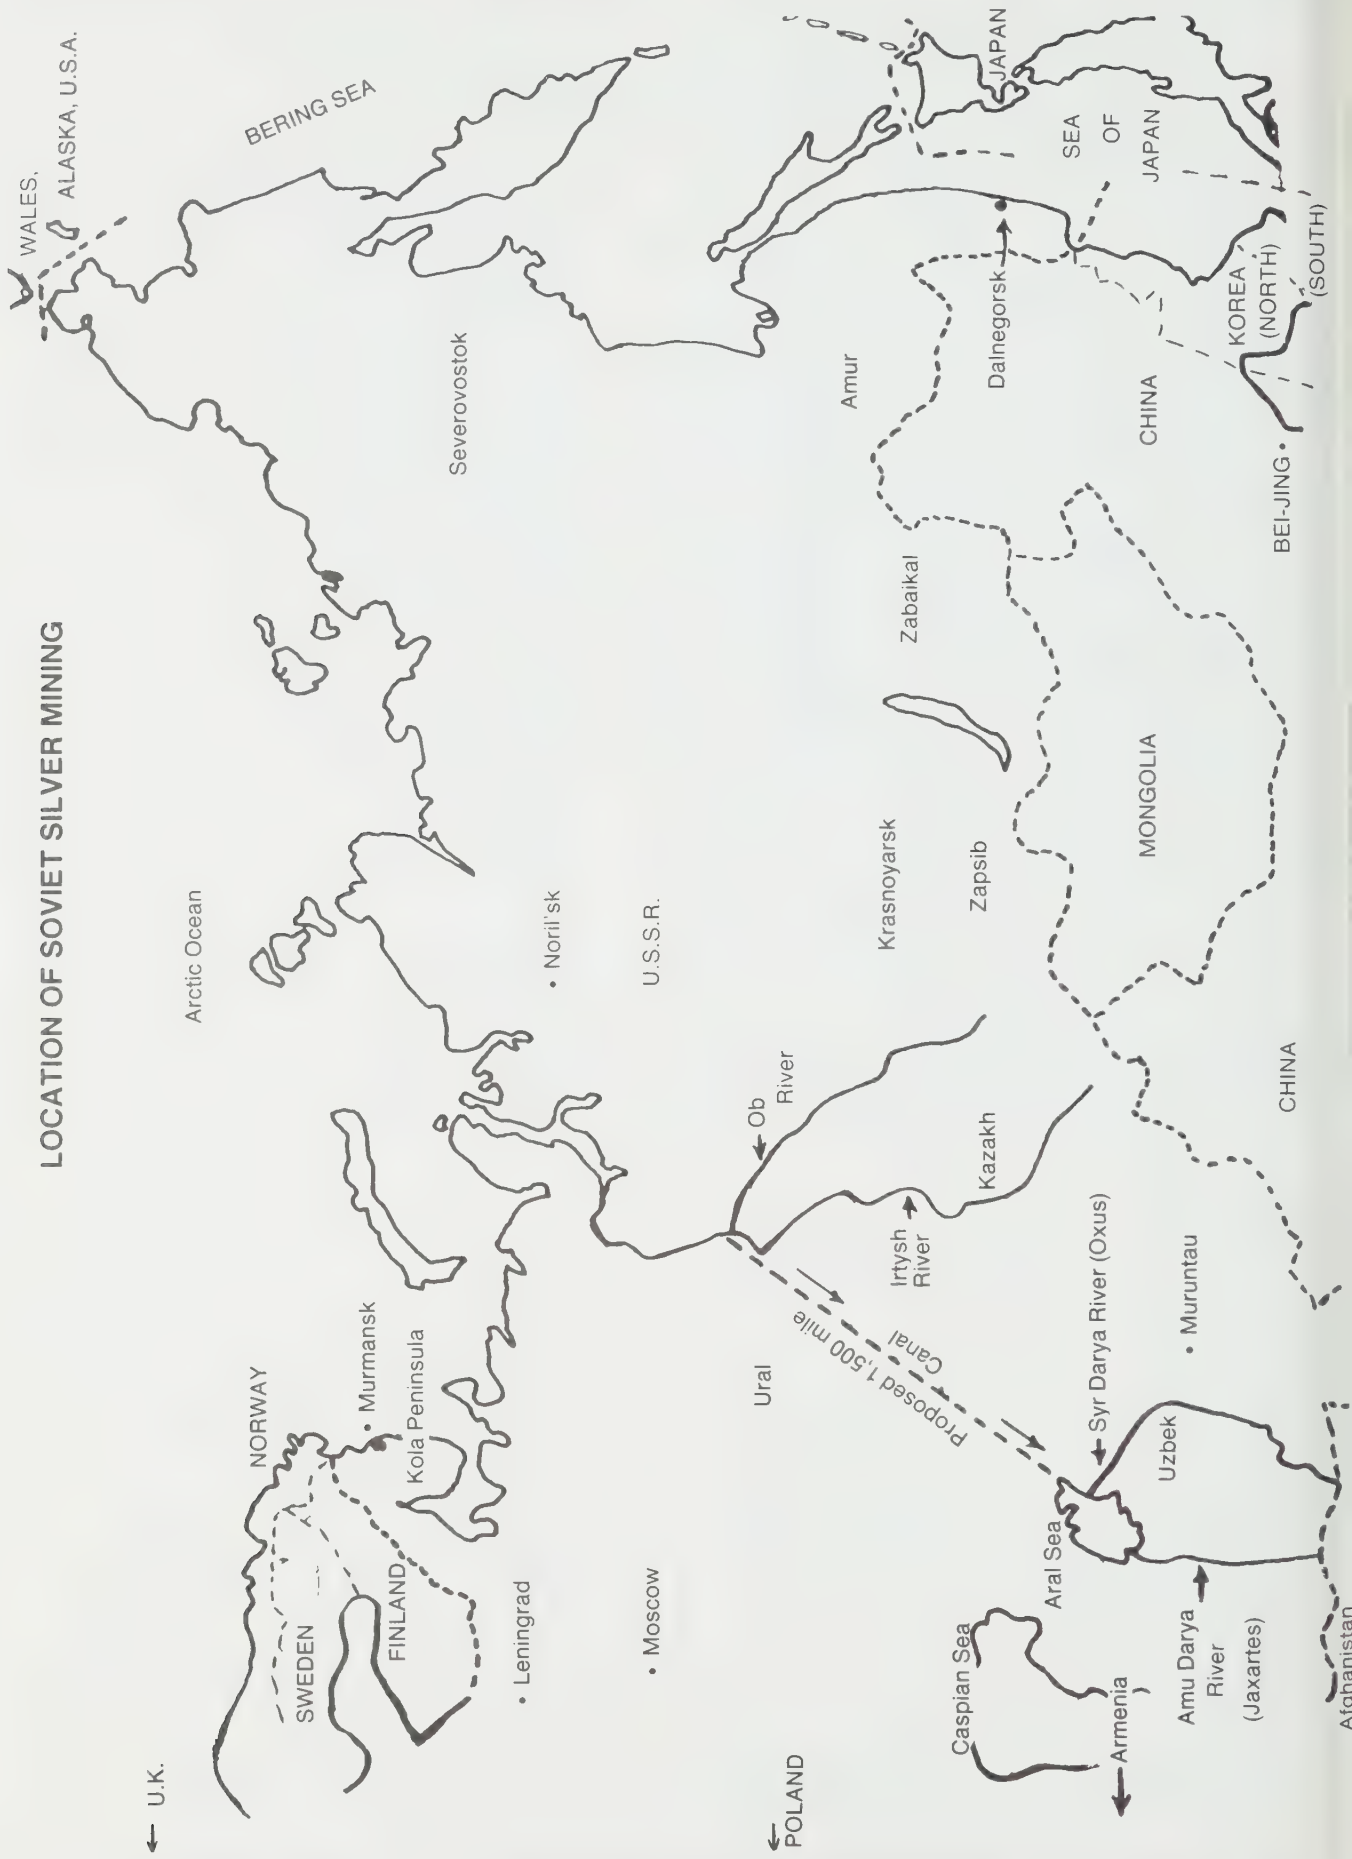 LOCATION OF SOVIET SILVER MINING
WALES,
ALASKA, U.S.A.
BERING SEA
Arctic Ocean
Severovostok
← U.K.
NORWAY
SWEDEN
FINLAND
• Murmansk
Kola Peninsula
• Leningrad
• Moscow
• Noril'sk
U.S.S.R.
← POLAND
Ural
Ob
River
Irtysh
River
Kazakh
Proposed 1,500 mile
Canal
Krasnoyarsk
Zapsib
Zabaikal
Amur
Dalnegorsk
JAPAN
SEA
OF
JAPAN
Caspian Sea
Aral Sea
Armenia
Syr Darya River (Oxus)
Uzbek
• Muruntau
Amu Darya
River
(Jaxartes)
Afghanistan
MONGOLIA
CHINA
CHINA
BEI-JING •
KOREA
(NORTH)
(SOUTH)